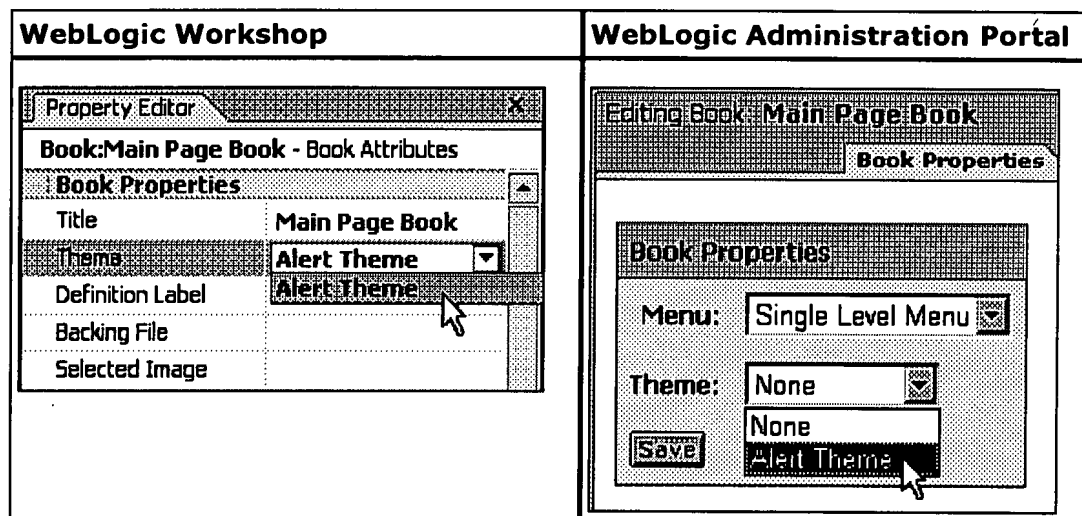 WebLogic Workshop
Property Editor X
Book:Main Page Book - Book Attributes
Book Properties
Title Main Page Book
Theme Alert Theme
Alert Theme
Definition Label
Backing File
Selected Image
WebLogic Administration Portal
Editing Book: Main Page Book
Book Properties
Book Properties
Menu: Single Level Menu
Theme: None
None
Alert Theme
Save